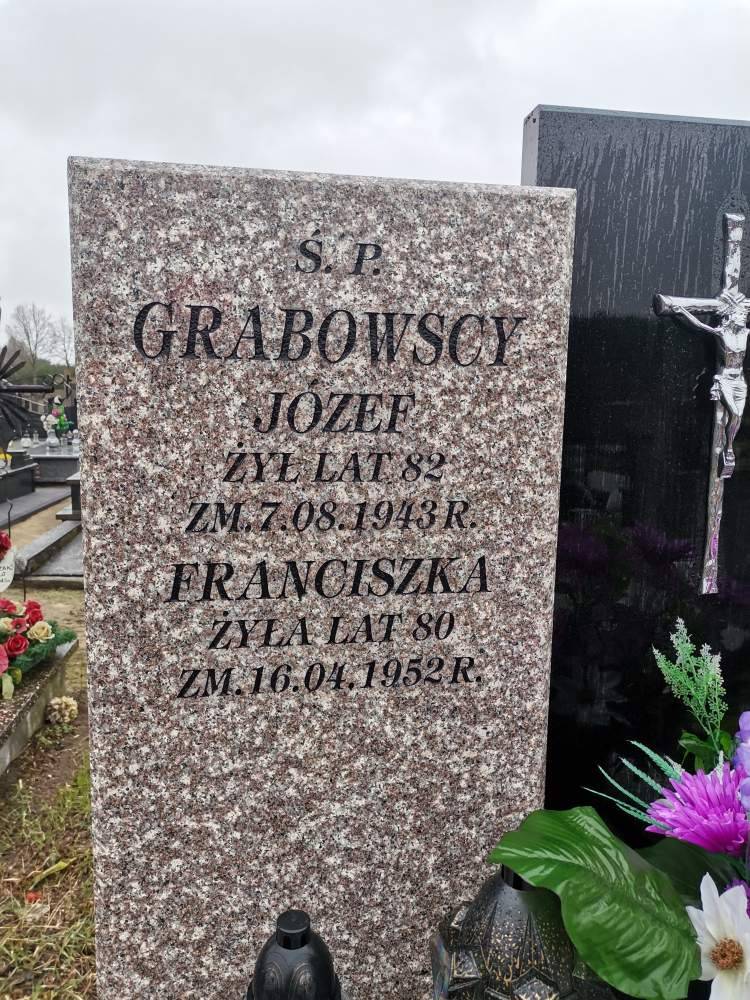 Ś. P.
GRABOWSCY
JÓZEF
ŻYŁ LAT 82
ZM. 7.08.1943 R.
FRANCISZKA
ŻYŁA LAT 80
ZM. 16.04.1952 R.